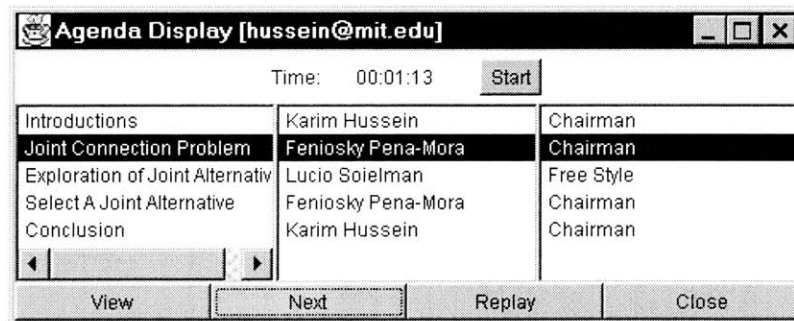 Agenda Display [hussein@mit.edu]
Time: 00:01:13 Start
Introductions Karim Hussein Chairman
Joint Connection Problem Feniosky Pena-Mora Chairman
Exploration of Joint Alternativ Lucio Soielman Free Style
Select A Joint Alternative Feniosky Pena-Mora Chairman
Conclusion Karim Hussein Chairman
View Next Replay Close